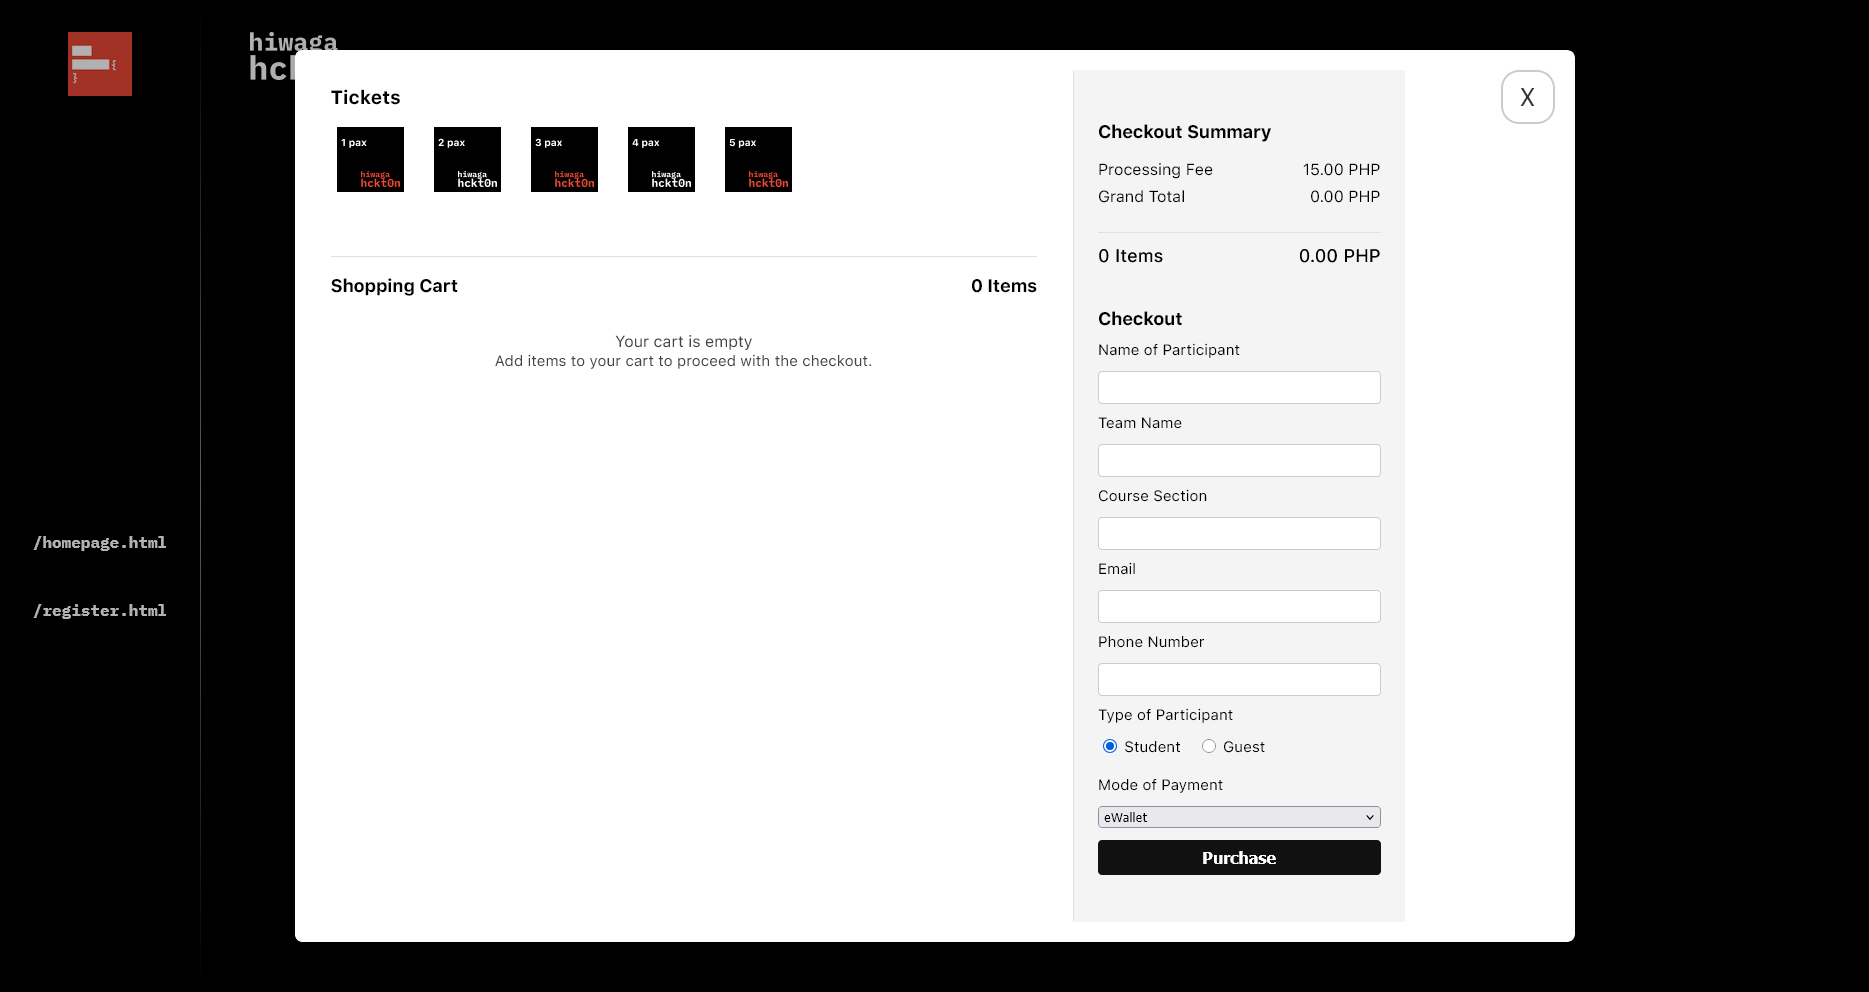 {
}
hiwaga
/homepage.html
/register.html
Tickets
1 pax
hiwaga
hckt0n
2 pax
hiwaga
hckt0n
3 pax
hiwaga
hckt0n
4 pax
hiwaga
hckt0n
5 pax
hiwaga
hckt0n
Shopping Cart 0 Items
Your cart is empty
Add items to your cart to proceed with the checkout.
Checkout Summary
Processing Fee 15.00 PHP
Grand Total 0.00 PHP
0 Items 0.00 PHP
Checkout
Name of Participant
Team Name
Course Section
Email
Phone Number
Type of Participant
Student Guest
Mode of Payment
eWallet
Purchase
X